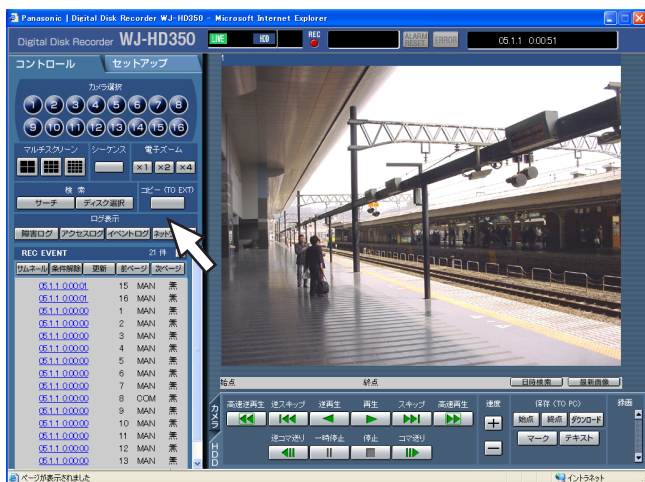 Panasonic | Digital Disk Recorder WJ-HD350 - Microsoft Internet Explorer
Digital Disk Recorder WJ-HD350
LIVE HDD REC ALARM RESET ERROR 05.1.1 0:00:51
コントロール セットアップ
1
カメラ選択
1 2 3 4 5 6 7 8
9 10 11 12 13 14 15 16
マルチスクリーン シーケンス 電子ズーム
×1 ×2 ×4
検 索 コピー (TO EXT)
サーチ ディスク選択
ログ表示
障害ログ アクセスログ イベントログ ネット
REC EVENT 21 件
サムネール 条件解除 更新 前ページ 次ページ
05.1.1 0:00:01 15 MAN 無
05.1.1 0:00:01 16 MAN 無
05.1.1 0:00:00 1 MAN 無
05.1.1 0:00:00 2 MAN 無
05.1.1 0:00:00 3 MAN 無
05.1.1 0:00:00 4 MAN 無
05.1.1 0:00:00 5 MAN 無
05.1.1 0:00:00 6 MAN 無
05.1.1 0:00:00 7 MAN 無
05.1.1 0:00:00 8 COM 無
05.1.1 0:00:00 9 MAN 無
05.1.1 0:00:00 10 MAN 無
05.1.1 0:00:00 11 MAN 無
05.1.1 0:00:00 12 MAN 無
05.1.1 0:00:00 13 MAN 無
始点 終点 日時検索 最新画像
カメラ
HDD
高速逆再生 逆スキップ 逆再生 再生 スキップ 高速再生 速度 保存 (TO PC) 録画
始点 終点 ダウンロード
逆コマ送り 一時停止 停止 コマ送り
マーク テキスト
ページが表示されました イントラネット